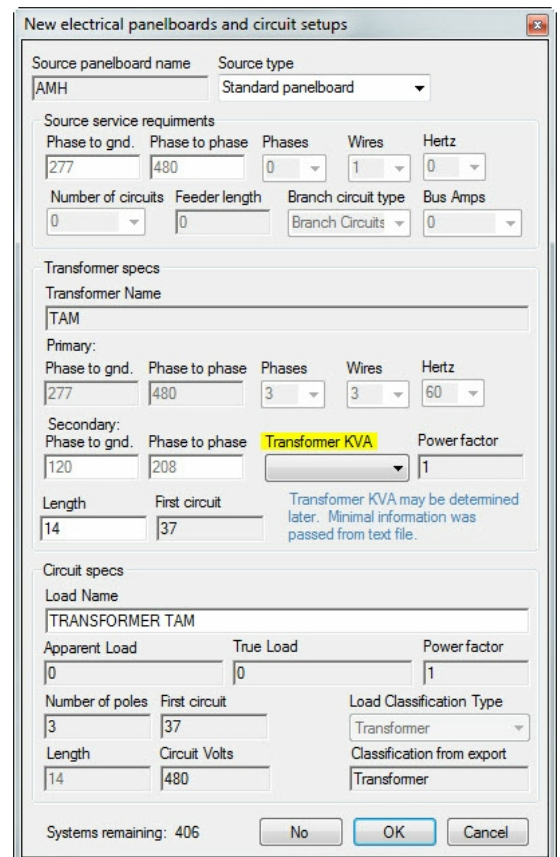 New electrical panelboards and circuit setups
Source panelboard name Source type
AMH Standard panelboard
Source service requirments
Phase to gnd. Phase to phase Phases Wires Hertz
277 480 0 1 0
Number of circuits Feeder length Branch circuit type Bus Amps
0 0 Branch Circuits 0
Transformer specs
Transformer Name
TAM
Primary:
Phase to gnd. Phase to phase Phases Wires Hertz
277 480 3 3 60
Secondary:
Phase to gnd. Phase to phase Transformer KVA Power factor
120 208 1
Length First circuit
14 37
Transformer KVA may be determined
later. Minimal information was
passed from text file.
Circuit specs
Load Name
TRANSFORMER TAM
Apparent Load True Load Power factor
0 0 1
Number of poles First circuit Load Classification Type
3 37 Transformer
Length Circuit Volts Classification from export
14 480 Transformer
Systems remaining: 406 No OK Cancel